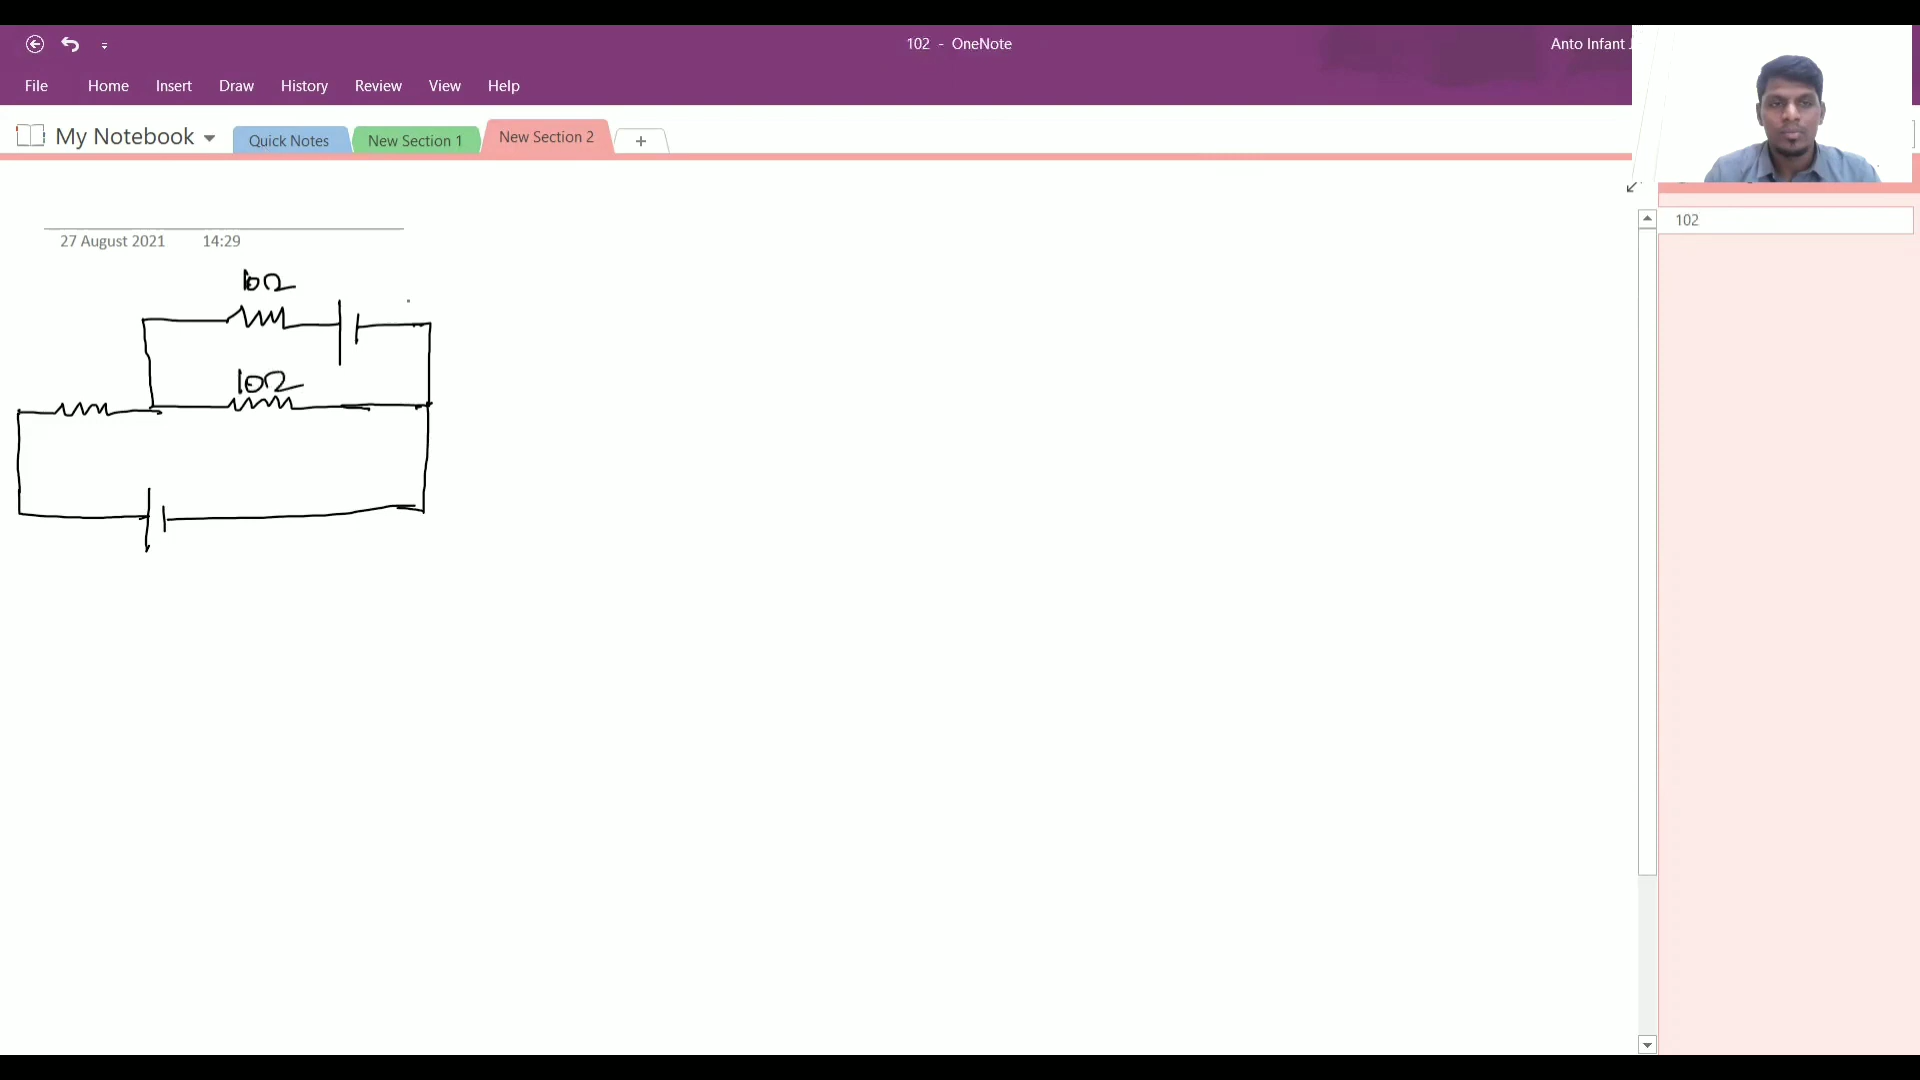 102 - OneNote
Anto Infant J
File Home Insert Draw History Review View Help
My Notebook Quick Notes New Section 1 New Section 2 +
102
27 August 2021 14:29
10Ω
10Ω